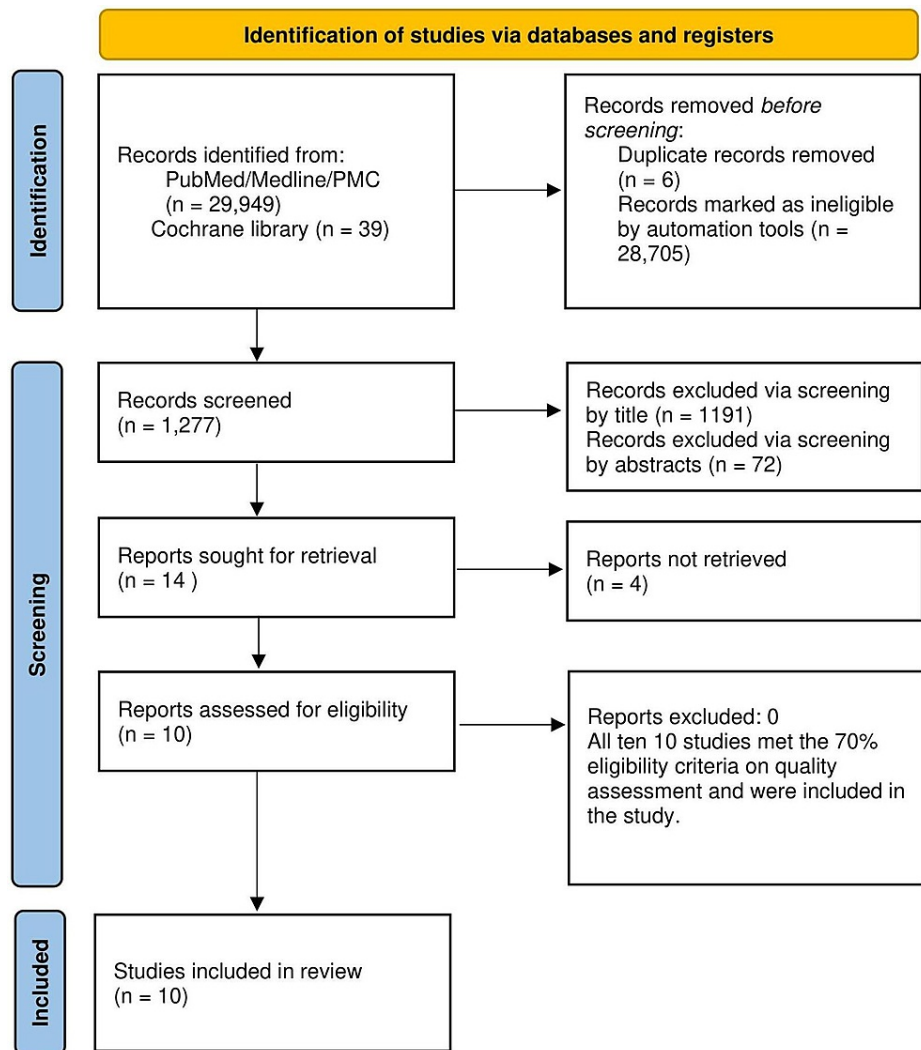 Identification of studies via databases and registers
Identification
Records identified from:
PubMed/Medline/PMC
(n = 29,949)
Cochrane library (n = 39)
Records removed before
screening:
Duplicate records removed
(n = 6)
Records marked as ineligible
by automation tools (n =
28,705)
Screening
Records screened
(n = 1,277)
Records excluded via screening
by title (n = 1191)
Records excluded via screening
by abstracts (n = 72)
Reports sought for retrieval
(n = 14 )
Reports not retrieved
(n = 4)
Reports assessed for eligibility
(n = 10)
Reports excluded: 0
All ten 10 studies met the 70%
eligibility criteria on quality
assessment and were included in
the study.
Included
Studies included in review
(n = 10)